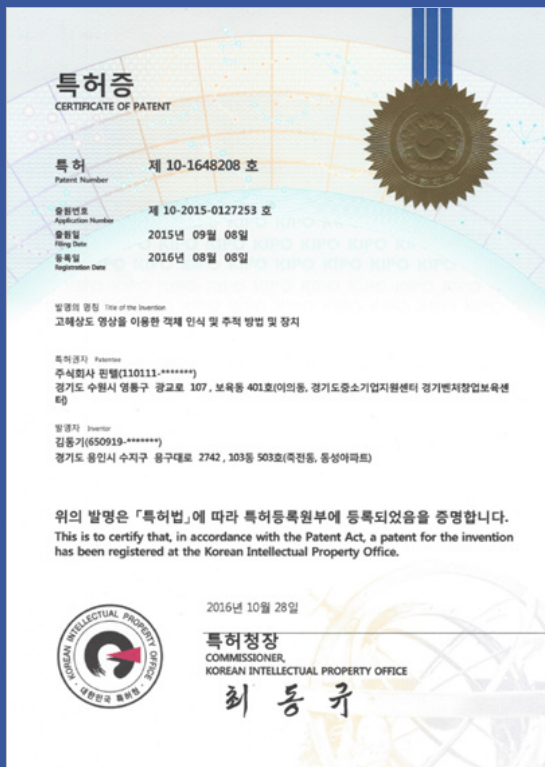 특허증
CERTIFICATE OF PATENT
특허 제 10-1648208 호
Patent Number
출원번호 제 10-2015-0127253 호
Application Number
출원일 2015년 09월 08일
Filing Date
등록일 2016년 08월 08일
Registration Date
발명의 명칭 Title of the Invention
고해상도 영상을 이용한 객체 인식 및 추적 방법 및 장치
특허권자 Patentee
주식회사 핀텔(110111-*******)
경기도 수원시 영통구 광교로 107 , 보육동 401호(이의동, 경기도중소기업지원센터 경기벤처창업보육센
터)
발명자 Inventor
김동기(650919-*******)
경기도 용인시 수지구 용구대로 2742 , 103동 503호(죽전동, 동성아파트)
위의 발명은 「특허법」에 따라 특허등록원부에 등록되었음을 증명합니다.
This is to certify that, in accordance with the Patent Act, a patent for the invention
has been registered at the Korean Intellectual Property Office.
2016년 10월 28일
특허청장
COMMISSIONER,
KOREAN INTELLECTUAL PROPERTY OFFICE
최동규
KOREAN INTELLECTUAL PROPERTY OFFICE
대한민국 특허청